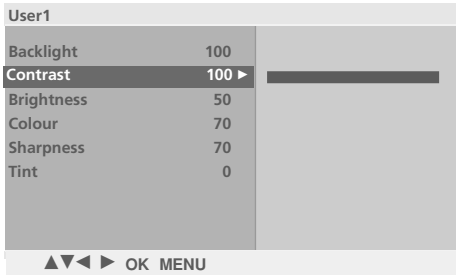 User1
Backlight 100
Contrast 100 ►
Brightness 50
Colour 70
Sharpness 70
Tint 0
▲▼◄ ► OK MENU